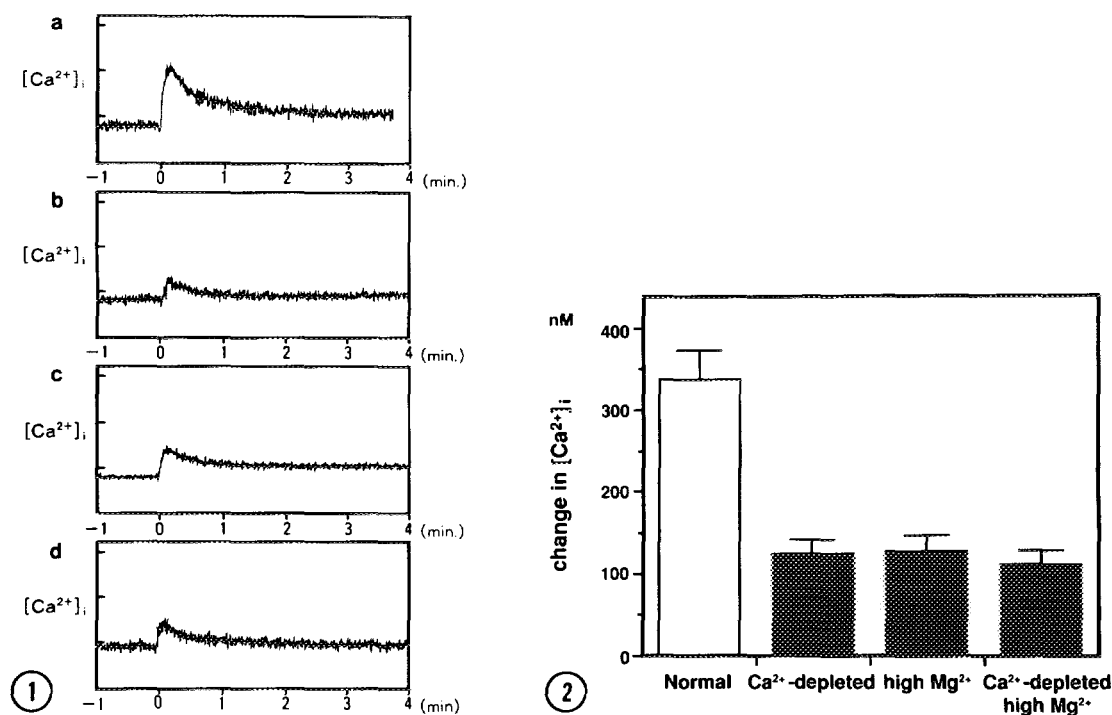 a
[Ca²⁺]ᵢ
−1 0 1 2 3 4 (min.)
b
[Ca²⁺]ᵢ
−1 0 1 2 3 4 (min.)
c
[Ca²⁺]ᵢ
−1 0 1 2 3 4 (min.)
d
[Ca²⁺]ᵢ
−1 0 1 2 3 4 (min)
1
nM
400
300
350
100
0
change in [Ca²⁺]ᵢ
Normal Ca²⁺-depleted high Mg²⁺ Ca²⁺-depleted
high Mg²⁺
2